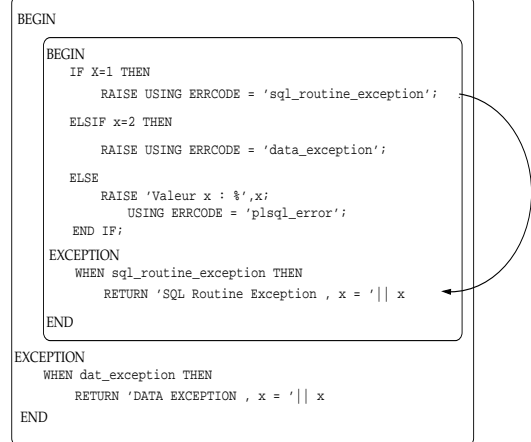 BEGIN
BEGIN
IF X=1 THEN
RAISE USING ERRCODE = ‘sql_routine_exception’;
ELSIF x=2 THEN
RAISE USING ERRCODE = ‘data_exception’;
ELSE
RAISE ‘Valeur x : %’,x;
USING ERRCODE = ‘plsql_error’;
END IF;
EXCEPTION
WHEN sql_routine_exception THEN
RETURN ‘SQL Routine Exception , x = ‘|| x
END
EXCEPTION
WHEN dat_exception THEN
RETURN ‘DATA EXCEPTION , x = ‘|| x
END